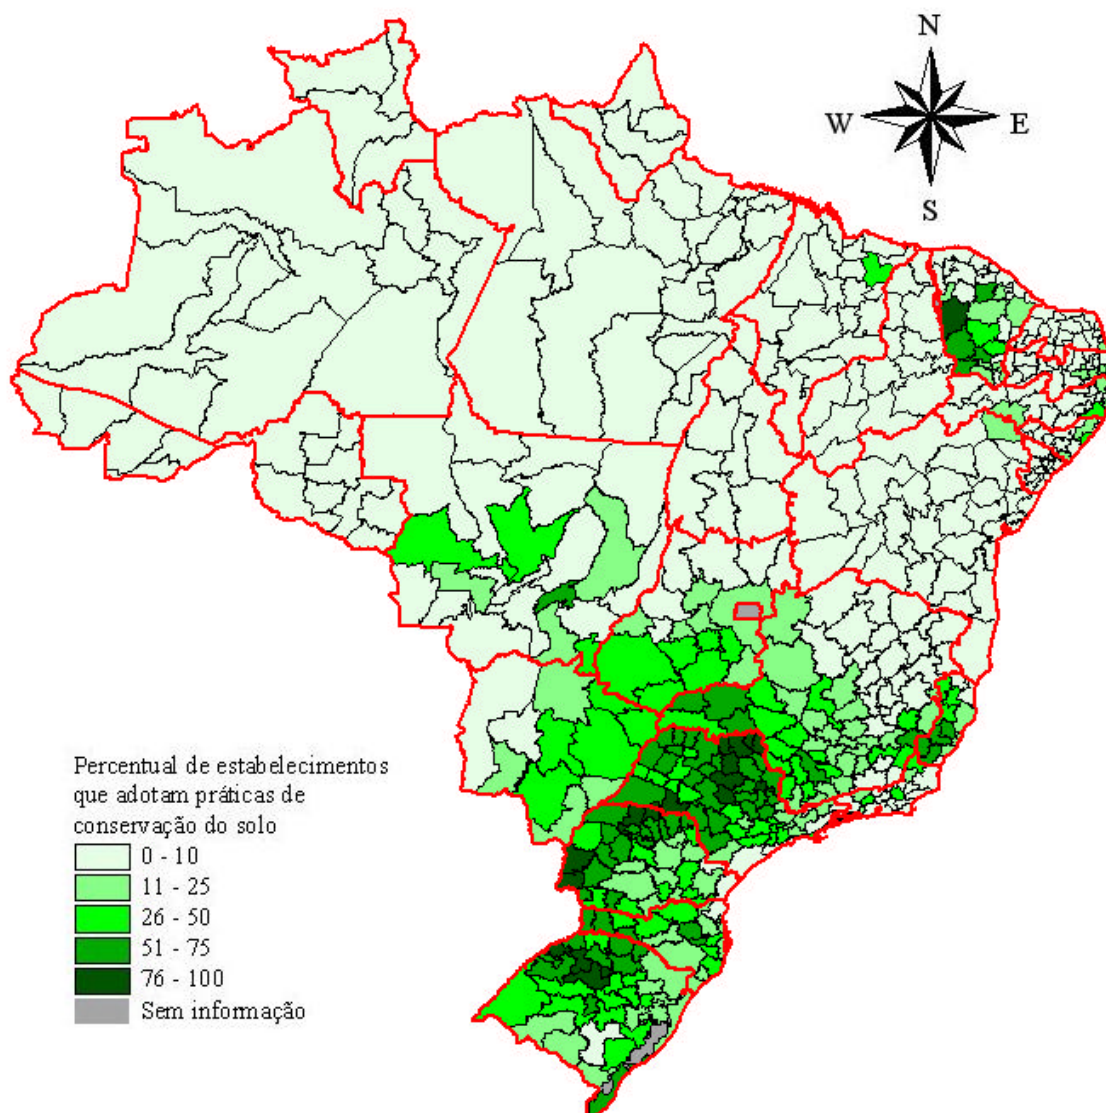 N
W E
S
Percentual de estabelecimentos
que adotam práticas de
conservação do solo
0 - 10
11 - 25
26 - 50
51 - 75
76 - 100
Sem informação